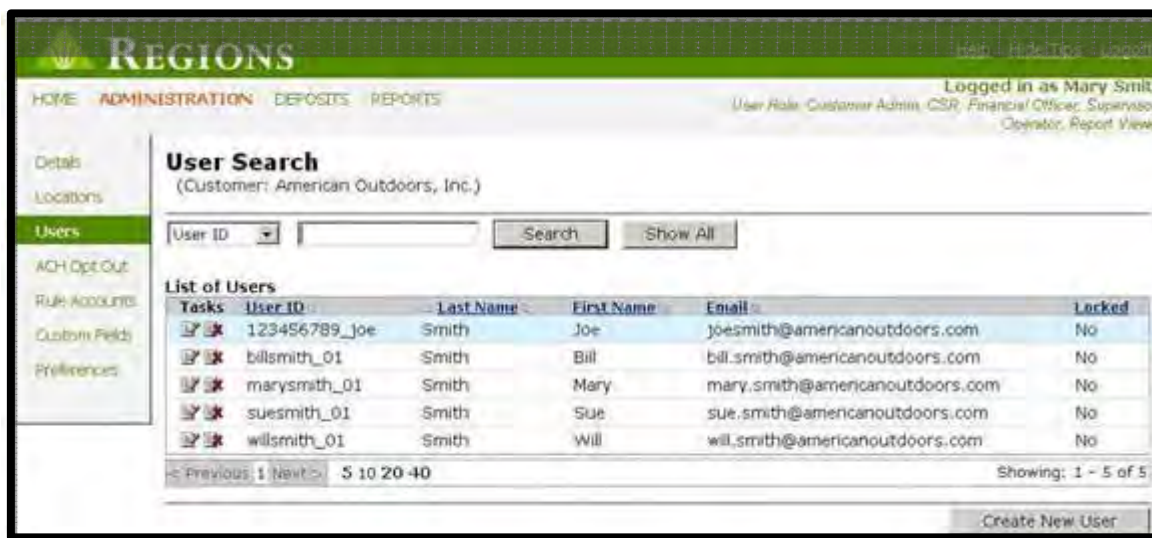 REGIONS
Help Hide Tips Logoff
HOME ADMINISTRATION DEPOSITS REPORTS
Logged in as Mary Smit
User Role: Customer Admin, CSR, Financial Officer, Superviso
Operator, Report View
Details
Locations
Users
ACH Opt Out
Rule Accounts
Custom Fields
Preferences
User Search
(Customer: American Outdoors, Inc.)
User ID Search Show All
List of Users
Tasks User ID Last Name First Name Email Locked
123456789_joe Smith Joe joesmith@americanoutdoors.com No
billsmith_01 Smith Bill bill.smith@americanoutdoors.com No
marysmith_01 Smith Mary mary.smith@americanoutdoors.com No
suesmith_01 Smith Sue sue.smith@americanoutdoors.com No
willsmith_01 Smith Will will.smith@americanoutdoors.com No
< Previous 1 Next > 5 10 20 40 Showing: 1 - 5 of 5
Create New User